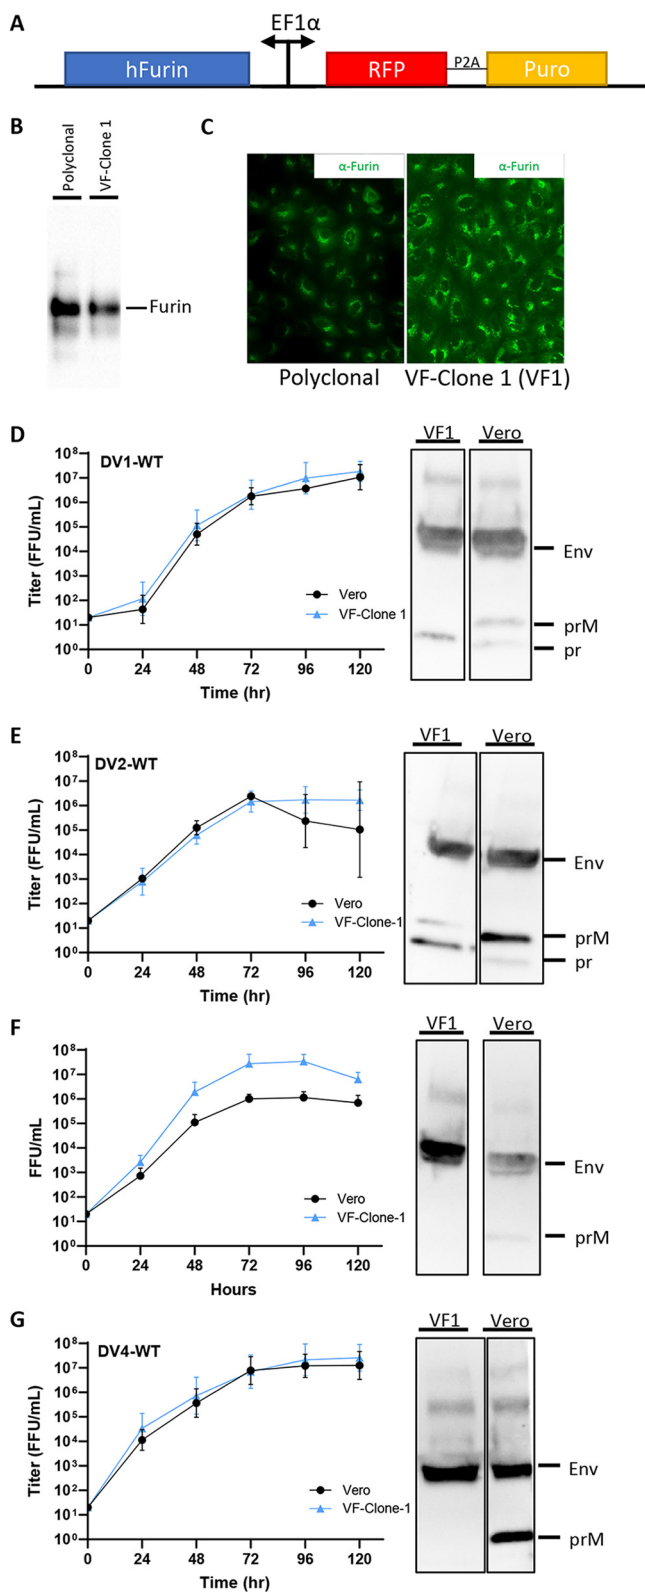 A
EF1α
hFurin
RFP
P2A
Puro
B
Polyclonal
VF-Clone 1
Furin
C
α-Furin
α-Furin
Polyclonal
VF-Clone 1 (VF1)
D
DV1-WT
Titer (FFU/mL)
10⁸
10⁷
10⁶
10⁵
10⁴
10³
10²
10¹
10⁰
0 24 48 72 96 120
Time (hr)
Vero
VF-Clone 1
VF1 Vero
Env
prM
pr
E
DV2-WT
Titer (FFU/mL)
10⁸
10⁷
10⁶
10⁵
10⁴
10³
10²
10¹
10⁰
0 24 48 72 96 120
Time (hr)
Vero
VF-Clone-1
VF1 Vero
Env
prM
pr
F
FFU/mL
10⁸
10⁷
10⁶
10⁵
10⁴
10³
10²
10¹
10⁰
0 24 48 72 96 120
Hours
Vero
VF-Clone-1
VF1 Vero
Env
prM
G
DV4-WT
Titer (FFU/mL)
10⁸
10⁷
10⁶
10⁵
10⁴
10³
10²
10¹
10⁰
0 24 48 72 96 120
Time (hr)
Vero
VF-Clone-1
VF1 Vero
Env
prM